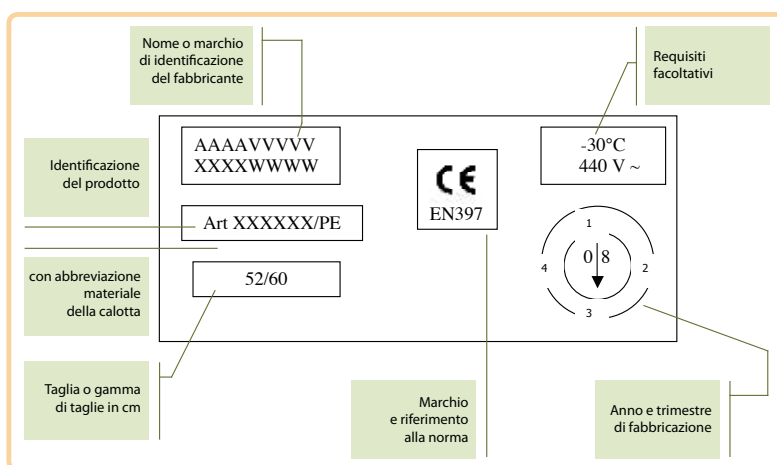 Nome o marchio
di identificazione
del fabbricante
Requisiti
facoltativi
AAAAVVVVV
XXXXWWWW
CE
EN397
-30°C
440 V ~
Identificazione
del prodotto
Art XXXXXX/PE
con abbreviazione
materiale
della calotta
52/60
1
0 8
4
2
3
Taglia o gamma
di taglie in cm
Marchio
e riferimento
alla norma
Anno e trimestre
di fabbricazione